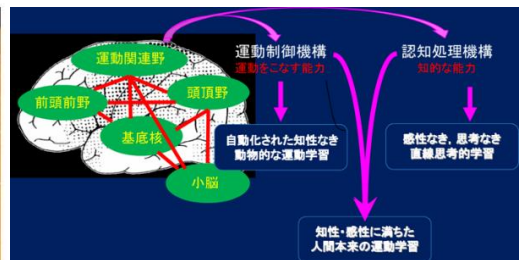 運動関連野
前頭前野
頭頂野
基底核
小脳
運動制御機構
運動をこなす能力
認知処理機構
知的な能力
自動化された知性なき
動物的な運動学習
感性なき，思考なき
直線思考的学習
知性・感性に満ちた
人間本来の運動学習